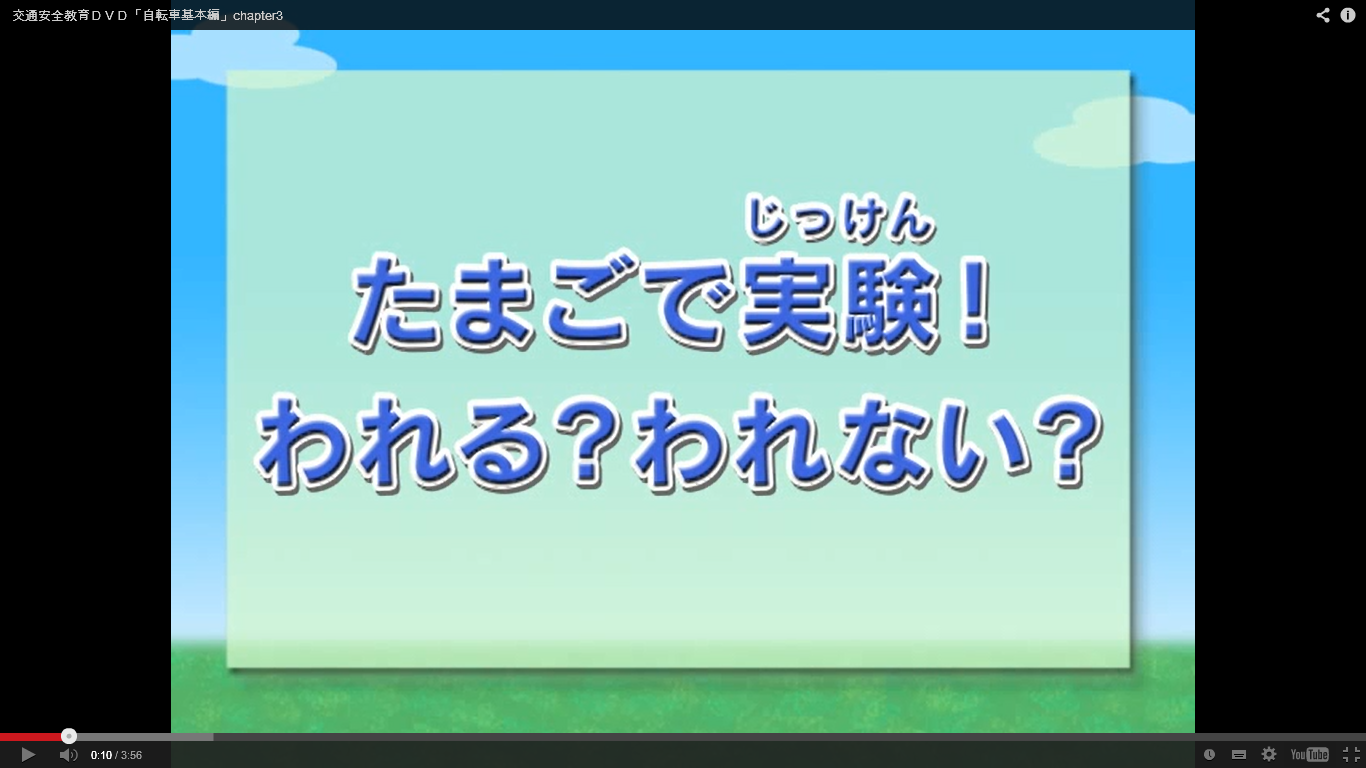 交通安全教育ＤＶＤ「自転車基本編」chapter3
じっけん
たまごで実験！
われる？われない？
0:10 / 3:56
YouTube